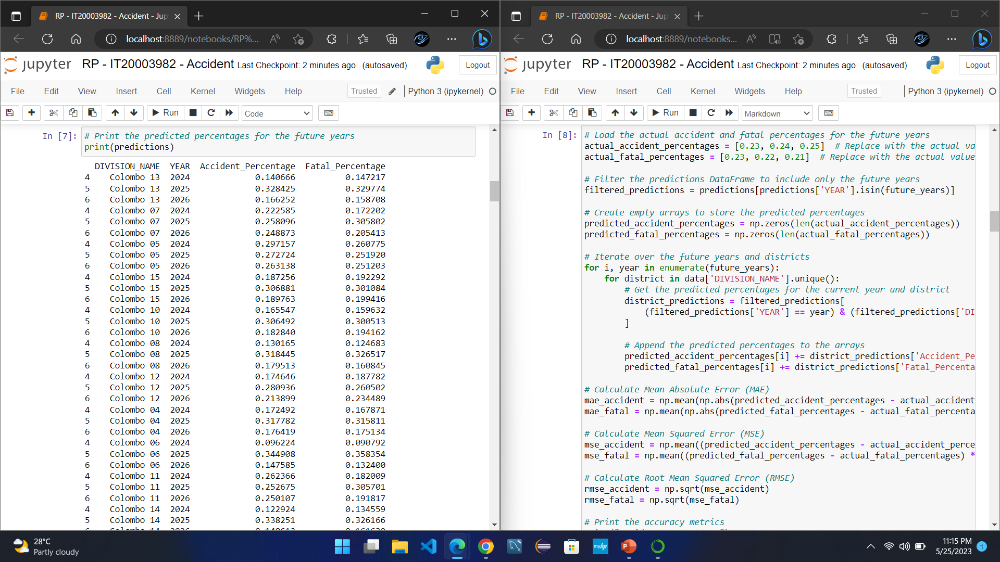 RP - IT20003982 - Accident - Jup
localhost:8889/notebooks/RP%...
jupyter RP - IT20003982 - Accident Last Checkpoint: 2 minutes ago (autosaved)
Logout
File Edit View Insert Cell Kernel Widgets Help
Trusted Python 3 (ipykernel)
Run Code
In [7]: # Print the predicted percentages for the future years
print(predictions)
DIVISION_NAME YEAR Accident_Percentage Fatal_Percentage
4 Colombo 13 2024 0.140666 0.147217
5 Colombo 13 2025 0.328425 0.329774
6 Colombo 13 2026 0.166252 0.158708
4 Colombo 07 2024 0.222585 0.172202
5 Colombo 07 2025 0.258096 0.305802
6 Colombo 07 2026 0.248873 0.205413
4 Colombo 05 2024 0.297157 0.260775
5 Colombo 05 2025 0.272724 0.251920
6 Colombo 05 2026 0.263138 0.251203
4 Colombo 15 2024 0.187256 0.192292
5 Colombo 15 2025 0.306881 0.301084
6 Colombo 15 2026 0.189763 0.199416
4 Colombo 10 2024 0.165547 0.159632
5 Colombo 10 2025 0.306492 0.300513
6 Colombo 10 2026 0.182840 0.194162
4 Colombo 08 2024 0.130165 0.124683
5 Colombo 08 2025 0.318445 0.326517
6 Colombo 08 2026 0.179513 0.160845
4 Colombo 12 2024 0.174646 0.187782
5 Colombo 12 2025 0.280936 0.260502
6 Colombo 12 2026 0.213899 0.234489
4 Colombo 04 2024 0.172492 0.167871
5 Colombo 04 2025 0.317782 0.315811
6 Colombo 04 2026 0.176419 0.175134
4 Colombo 06 2024 0.096224 0.090792
5 Colombo 06 2025 0.344908 0.358354
6 Colombo 06 2026 0.147585 0.132400
4 Colombo 11 2024 0.262366 0.182009
5 Colombo 11 2025 0.252675 0.305701
6 Colombo 11 2026 0.250107 0.191817
4 Colombo 14 2024 0.122924 0.134559
5 Colombo 14 2025 0.338251 0.326166
RP - IT20003982 - Accident - Jup
localhost:8889/notebooks...
jupyter RP - IT20003982 - Accident Last Checkpoint: 2 minutes ago (autosaved)
Logout
File Edit View Insert Cell Kernel Widgets Help
Trusted Python 3 (ipykernel)
Run Markdown
In [8]: # Load the actual accident and fatal percentages for the future years
actual_accident_percentages = [0.23, 0.24, 0.25] # Replace with the actual va
actual_fatal_percentages = [0.23, 0.22, 0.21] # Replace with the actual value
# Filter the predictions DataFrame to include only the future years
filtered_predictions = predictions[predictions['YEAR'].isin(future_years)]
# Create empty arrays to store the predicted percentages
predicted_accident_percentages = np.zeros(len(actual_accident_percentages))
predicted_fatal_percentages = np.zeros(len(actual_fatal_percentages))
# Iterate over the future years and districts
for i, year in enumerate(future_years):
for district in data['DIVISION_NAME'].unique():
# Get the predicted percentages for the current year and district
district_predictions = filtered_predictions[
(filtered_predictions['YEAR'] == year) & (filtered_predictions['DI
]
# Append the predicted percentages to the arrays
predicted_accident_percentages[i] += district_predictions['Accident_Pe
predicted_fatal_percentages[i] += district_predictions['Fatal_Percenta
# Calculate Mean Absolute Error (MAE)
mae_accident = np.mean(np.abs(predicted_accident_percentages - actual_accident
mae_fatal = np.mean(np.abs(predicted_fatal_percentages - actual_fatal_percenta
# Calculate Mean Squared Error (MSE)
mse_accident = np.mean((predicted_accident_percentages - actual_accident_perce
mse_fatal = np.mean((predicted_fatal_percentages - actual_fatal_percentages) *
# Calculate Root Mean Squared Error (RMSE)
rmse_accident = np.sqrt(mse_accident)
rmse_fatal = np.sqrt(mse_fatal)
# Print the accuracy metrics
28°C
Partly cloudy
myhp
11:15 PM
5/25/2023
1